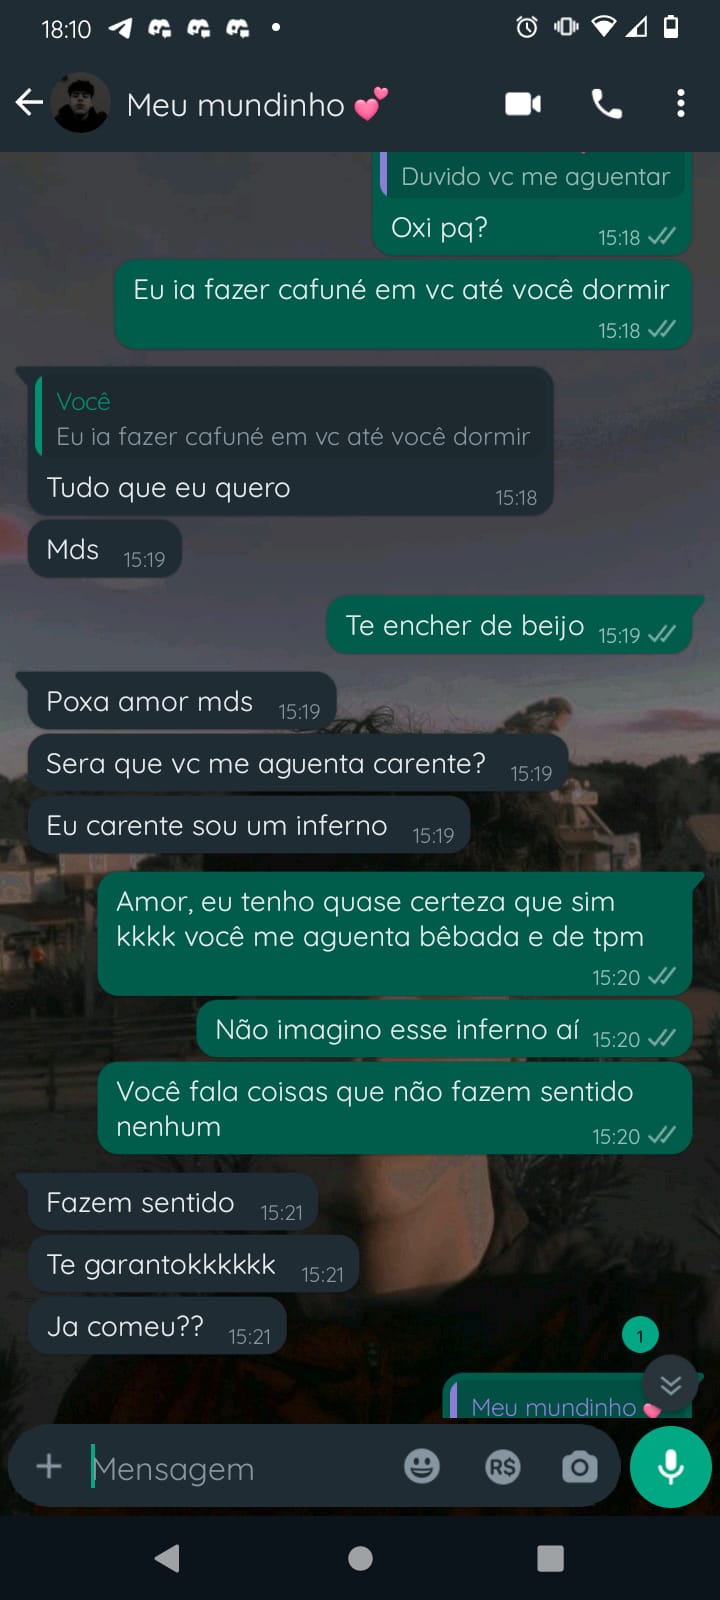 18:10
Meu mundinho 💕
Duvido vc me aguentar
Oxi pq?
15:18
Eu ia fazer cafuné em vc até você dormir
15:18
Você
Eu ia fazer cafuné em vc até você dormir
Tudo que eu quero
15:18
Mds 15:19
Te encher de beijo 15:19
Poxa amor mds 15:19
Sera que vc me aguenta carente? 15:19
Eu carente sou um inferno 15:19
Amor, eu tenho quase certeza que sim
kkkk você me aguenta bêbada e de tpm
15:20
Não imagino esse inferno aí 15:20
Você fala coisas que não fazem sentido
nenhum
15:20
Fazem sentido 15:21
Te garantokkkkkk 15:21
Ja comeu?? 15:21
1
Meu mundinho 💕
Mensagem
R$